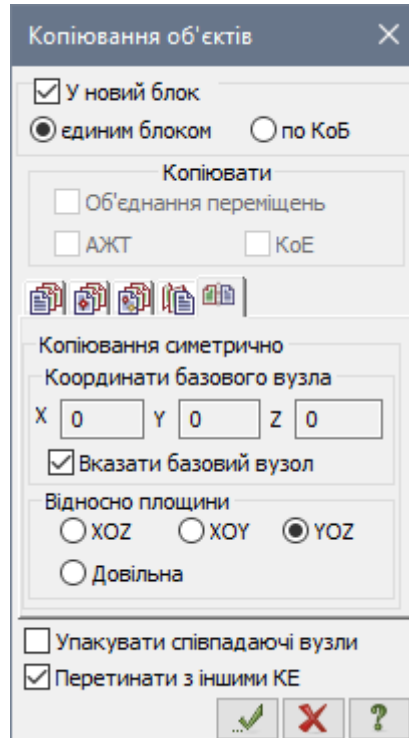 Копіювання об'єктів
У новий блок
єдиним блоком по КоБ
Копіювати
Об'єднання переміщень
АЖТ КоЕ
Копіювання симетрично
Координати базового вузла
X 0 Y 0 Z 0
Вказати базовий вузол
Відносно площини
XOZ XOY YOZ
Довільна
Упакувати співпадаючі вузли
Перетинати з іншими КЕ